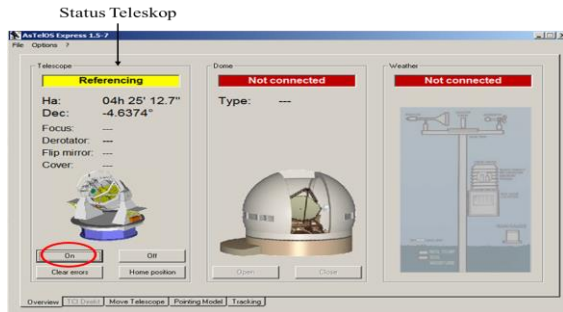 Status Teleskop
AsTelOS Express 1.5-7
File Options ?
Telescope
Referencing
Ha: 04h 25' 12.7"
Dec: -4.6374°
Focus: ---
Derotator: ---
Flip mirror: ---
Cover: ---
On Off
Clear errors Home position
Dome
Not connected
Type: ---
Open Close
Weather
Not connected
Overview TCI Direkt Move Telescope Pointing Model Tracking